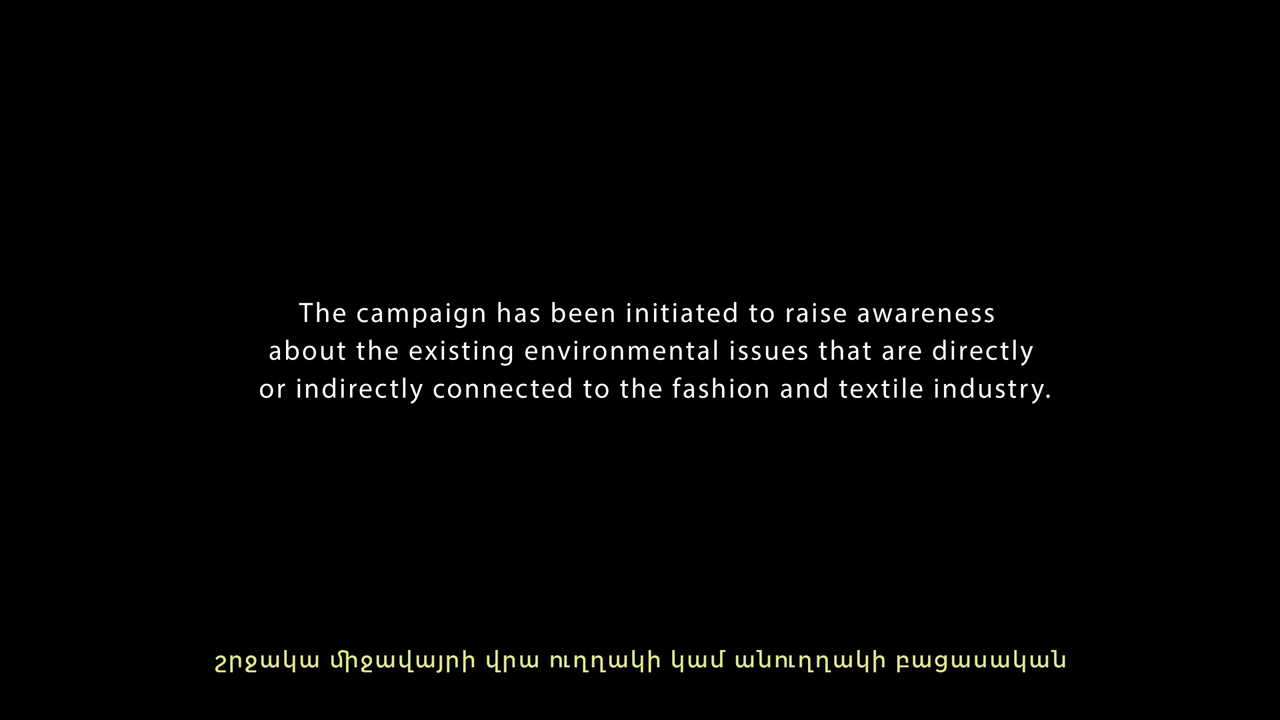 The campaign has been initiated to raise awareness
about the existing environmental issues that are directly
or indirectly connected to the fashion and textile industry.
շրջակա միջավայրի վրա ուղղակի կամ անուղղակի բացասական